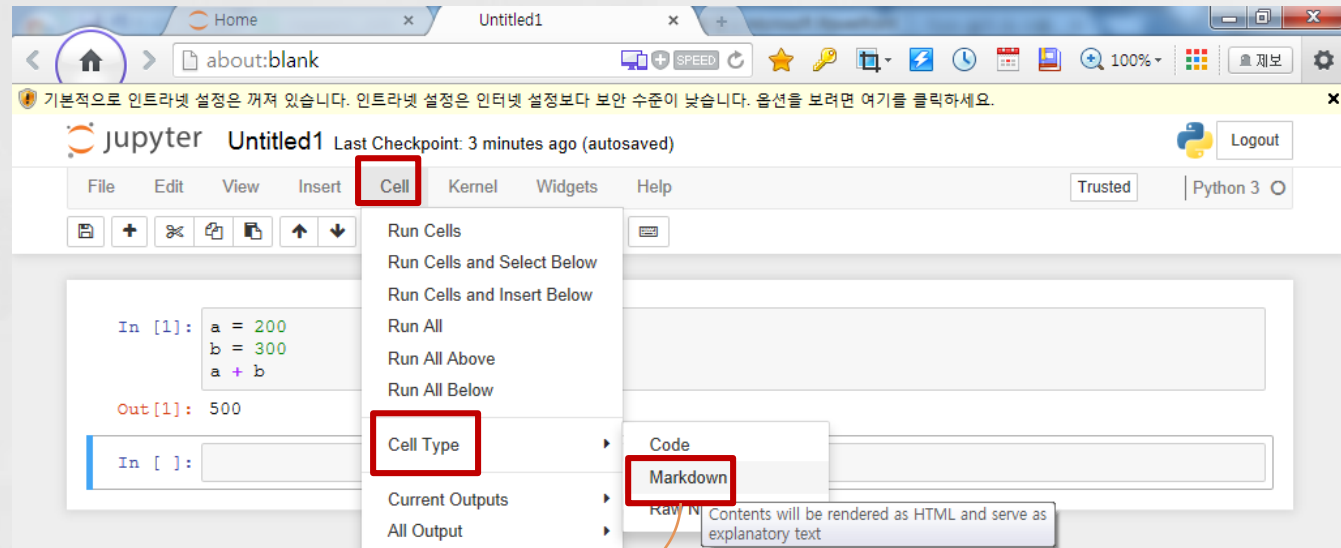 Home
Untitled1
about:blank
SPEED
100%
제보
기본적으로 인트라넷 설정은 꺼져 있습니다. 인트라넷 설정은 인터넷 설정보다 보안 수준이 낮습니다. 옵션을 보려면 여기를 클릭하세요.
jupyter Untitled1 Last Checkpoint: 3 minutes ago (autosaved)
Logout
File Edit View Insert Cell Kernel Widgets Help
Trusted
Python 3
Run Cells
Run Cells and Select Below
Run Cells and Insert Below
Run All
Run All Above
Run All Below
In [1]: a = 200
b = 300
a + b
Out[1]: 500
In [ ]:
Cell Type
Code
Markdown
Raw N
Contents will be rendered as HTML and serve as
explanatory text
Current Outputs
All Output